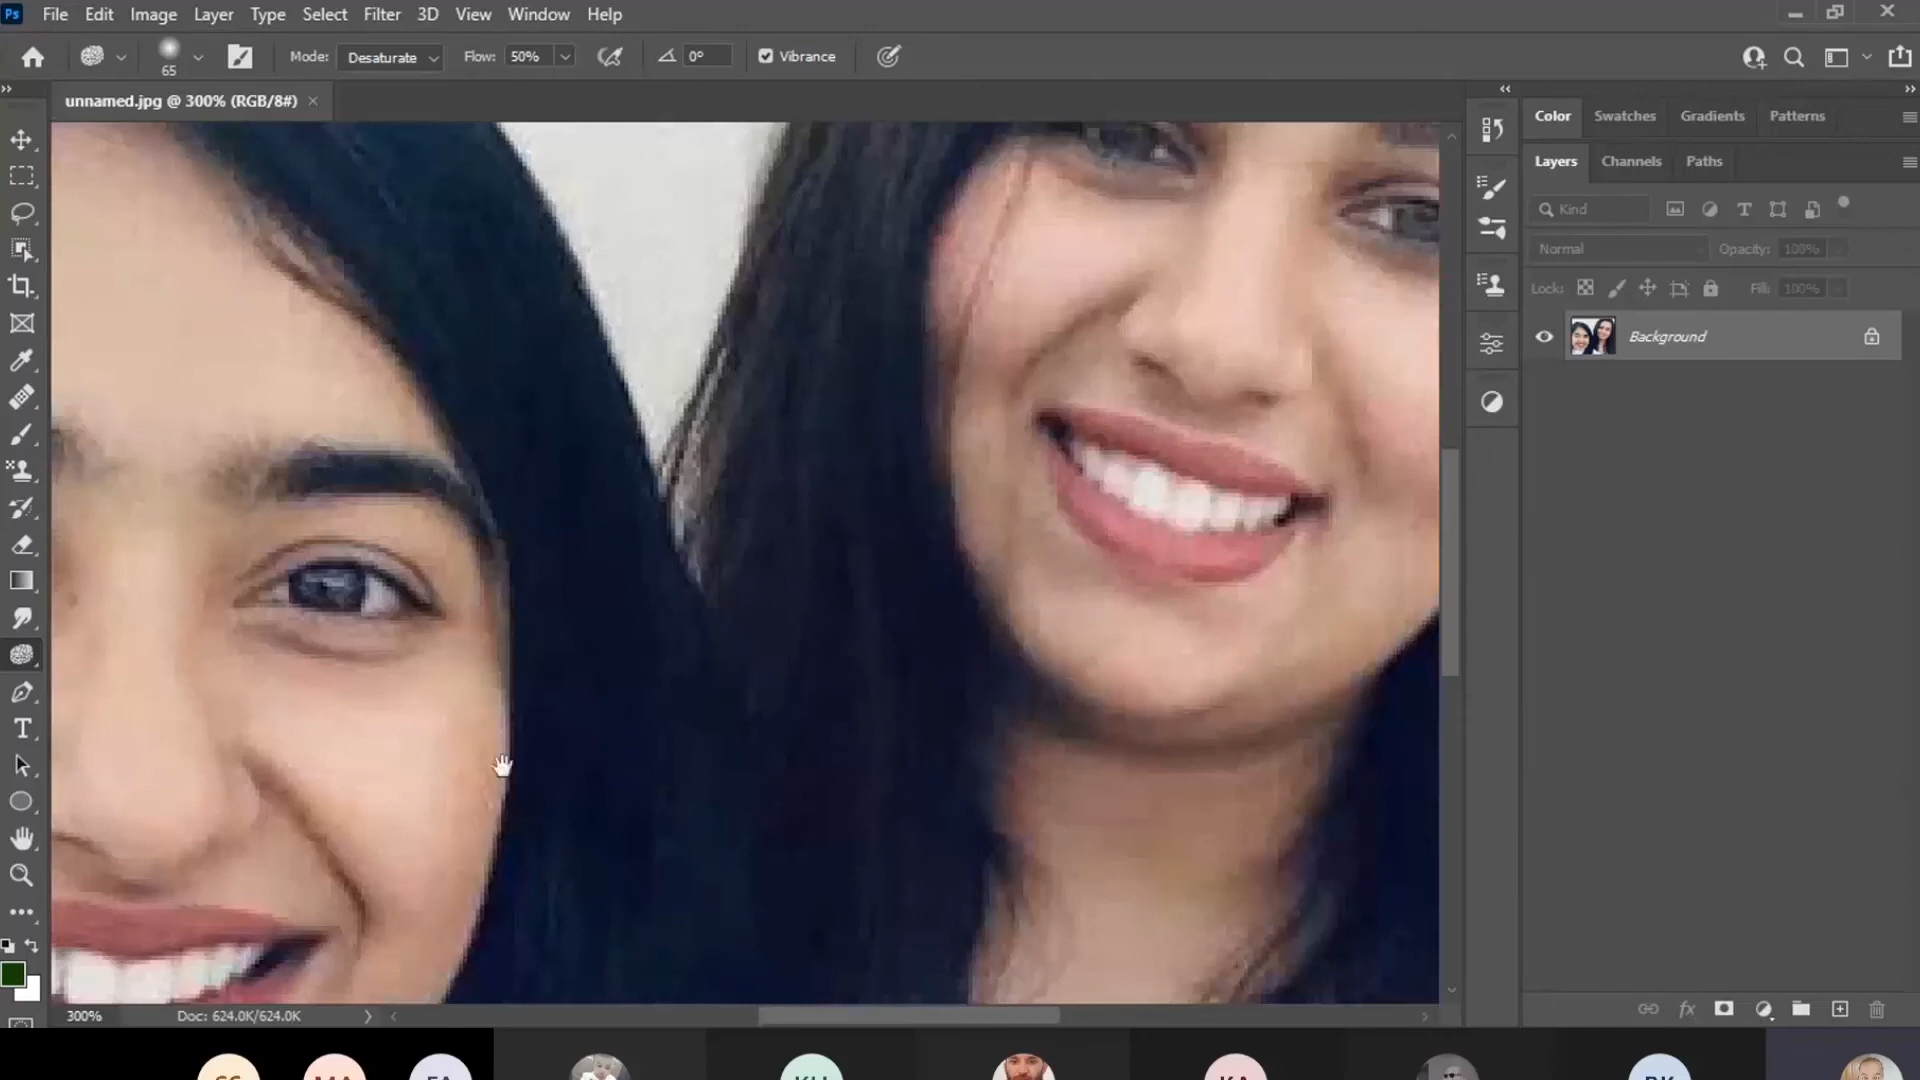 Ps File Edit Image Layer Type Select Filter 3D View Window Help
65 Mode: Desaturate Flow: 50% 0° Vibrance
unnamed.jpg @ 300% (RGB/8#)
Color Swatches Gradients Patterns
Layers Channels Paths
Kind
Normal Opacity: 100%
Lock: Fill: 100%
Background
T
300% Doc: 624.0K/624.0K
fx